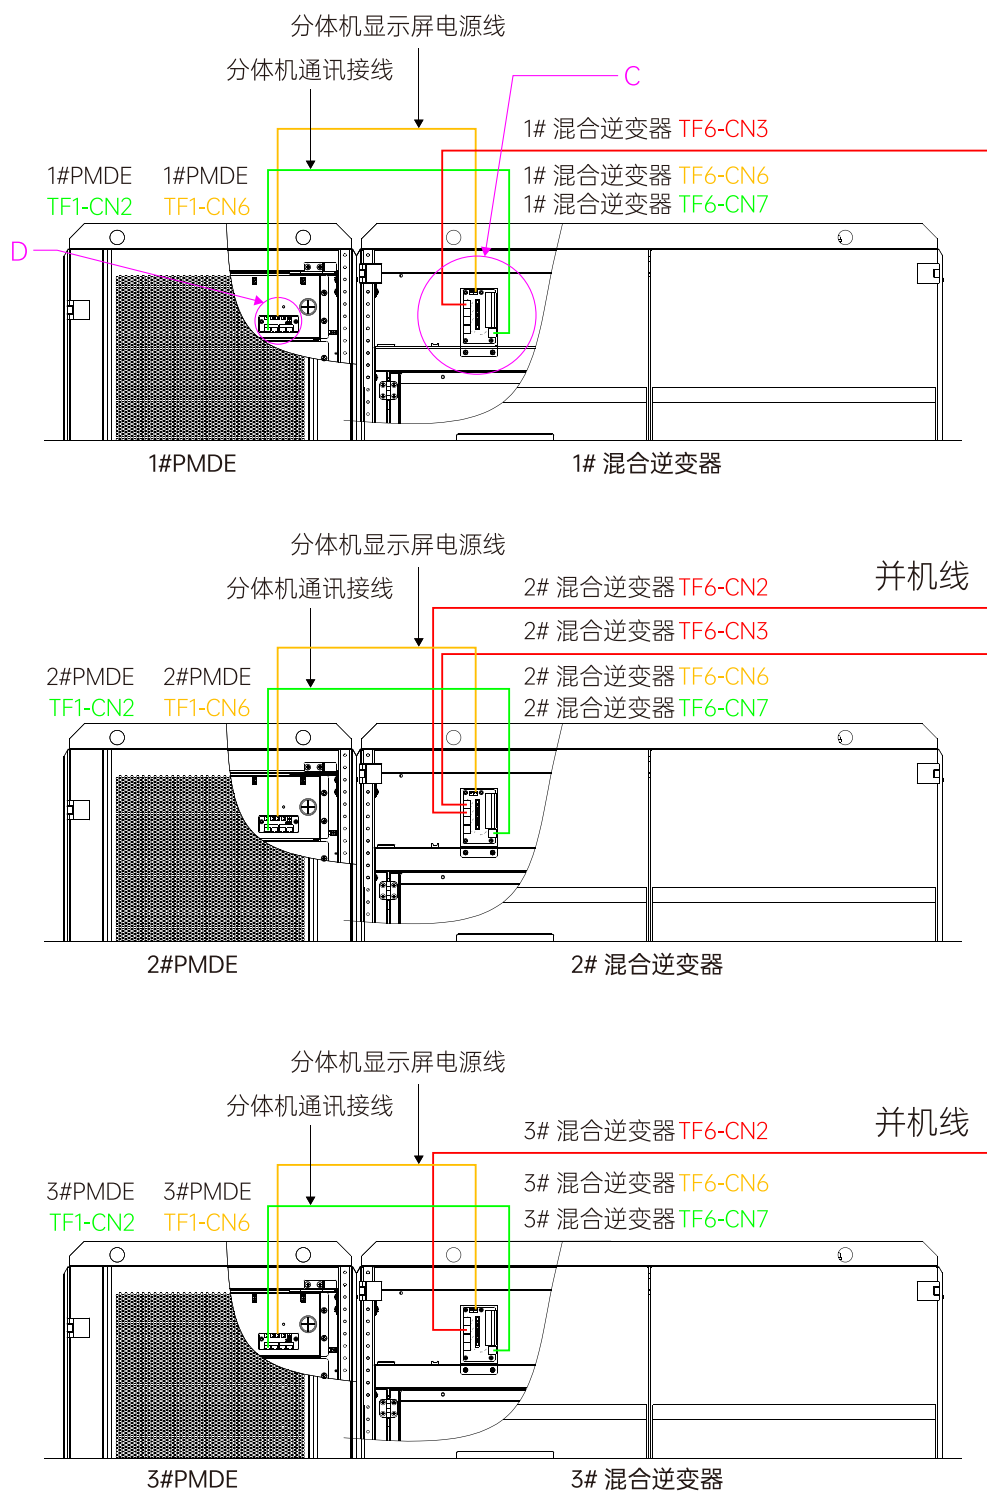 分体机显示屏电源线
分体机通讯接线
C
1# 混合逆变器 TF6-CN3
1#PMDE 1#PMDE
1# 混合逆变器 TF6-CN6
TF1-CN2 TF1-CN6
1# 混合逆变器 TF6-CN7
D
1#PMDE
1# 混合逆变器
分体机显示屏电源线
分体机通讯接线
2# 混合逆变器 TF6-CN2
并机线
2# 混合逆变器 TF6-CN3
2#PMDE 2#PMDE
2# 混合逆变器 TF6-CN6
TF1-CN2 TF1-CN6
2# 混合逆变器 TF6-CN7
2#PMDE
2# 混合逆变器
分体机显示屏电源线
分体机通讯接线
3# 混合逆变器 TF6-CN2
并机线
3#PMDE 3#PMDE
3# 混合逆变器 TF6-CN6
TF1-CN2 TF1-CN6
3# 混合逆变器 TF6-CN7
3#PMDE
3# 混合逆变器